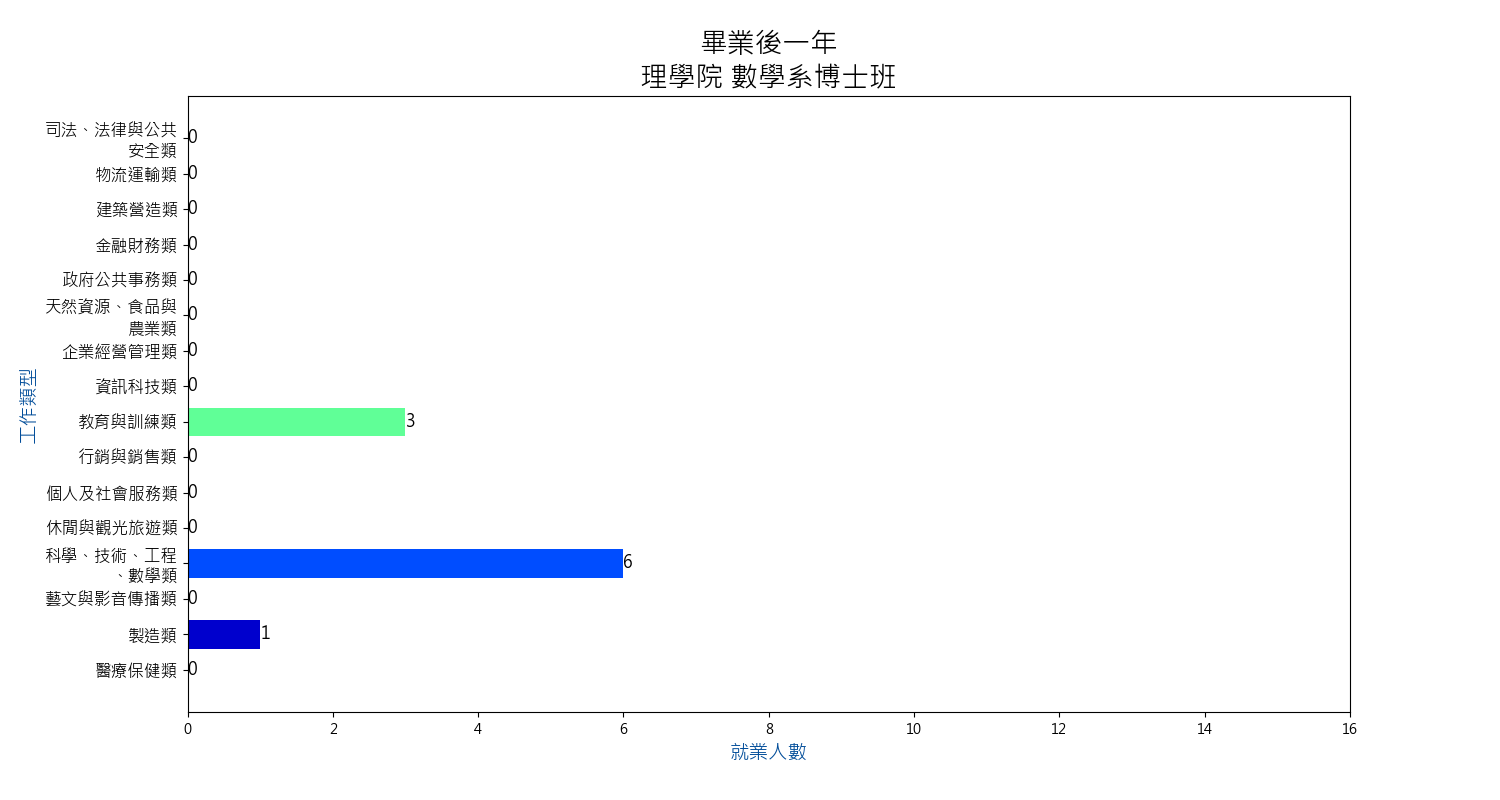 畢業後一年
理學院 數學系博士班
司法、法律與公共
安全類
0
物流運輸類
0
建築營造類
0
金融財務類
0
政府公共事務類
0
天然資源、食品與
農業類
0
企業經營管理類
0
資訊科技類
0
教育與訓練類
3
行銷與銷售類
0
個人及社會服務類
0
休閒與觀光旅遊類
0
科學、技術、工程
、數學類
6
藝文與影音傳播類
0
製造類
1
醫療保健類
0
工作類型
0 2 4 6 8 10 12 14 16
就業人數